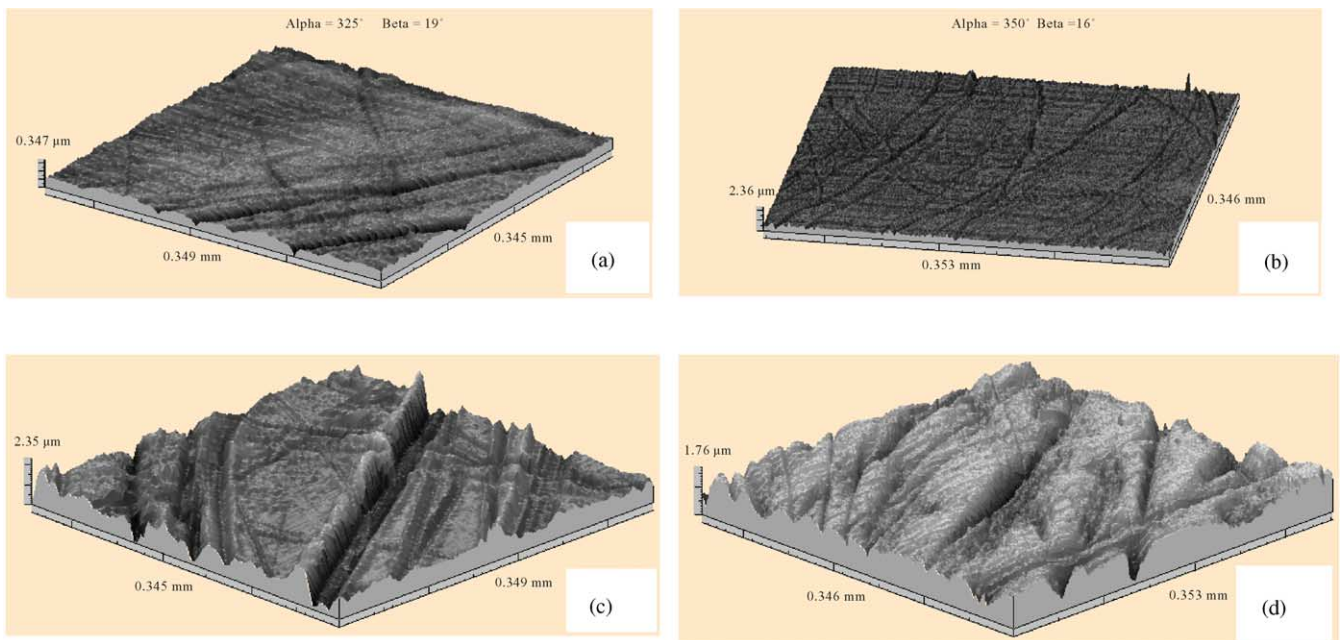 Alpha = 325° Beta = 19°
0.347 µm
0.349 mm
0.345 mm
(a)
Alpha = 350° Beta =16°
2.36 µm
0.353 mm
0.346 mm
(b)
2.35 µm
0.345 mm
0.349 mm
(c)
1.76 µm
0.346 mm
0.353 mm
(d)